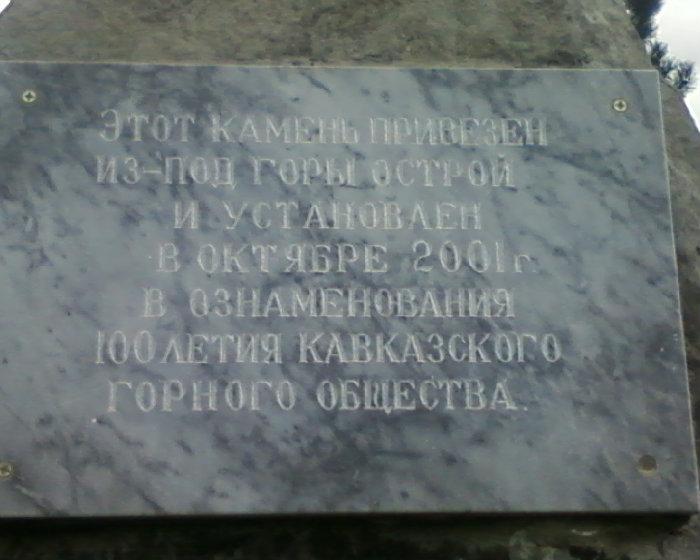 Этот камень привезен
из-под горы острой
и установлен
в октябре 2001г.
в ознаменования
100летия Кавказского
горного общества.